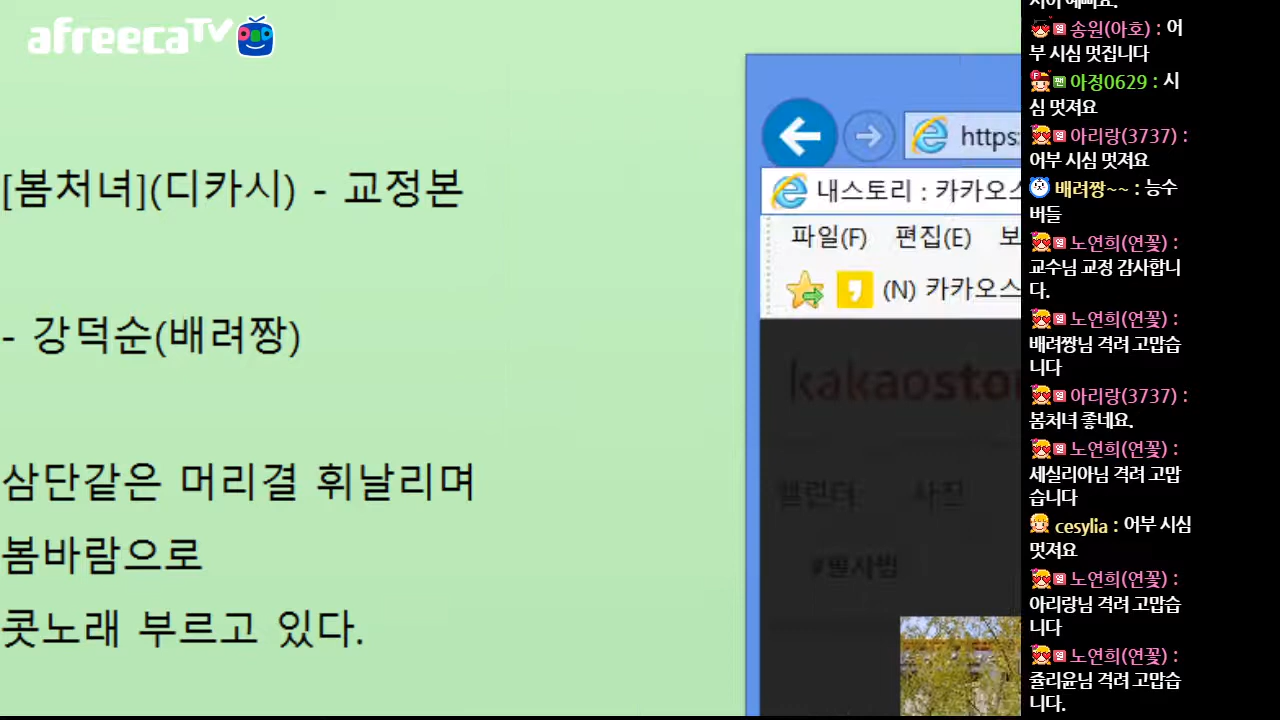 afreecaTV
[봄처녀](디카시) - 교정본
- 강덕순(배려짱)
삼단같은 머리결 휘날리며
봄바람으로
콧노래 부르고 있다.
https:
내스토리 : 카카오스
파일(F) 편집(E) 보
(N) 카카오스
kakaostor
캘린더 사진
송원(아호) : 어
부 시심 멋집니다
아정0629 : 시
심 멋져요
아리랑(3737) :
어부 시심 멋져요
배려짱~~ : 능수
버들
노연희(연꽃) :
교수님 교정 감사합니
다.
노연희(연꽃) :
배려짱님 격려 고맙습
니다
아리랑(3737) :
봄처녀 좋네요.
노연희(연꽃) :
세실리아님 격려 고맙
습니다
cesylia : 어부 시심
멋져요
노연희(연꽃) :
아리랑님 격려 고맙습
니다
노연희(연꽃) :
쥴리윤님 격려 고맙습
니다.